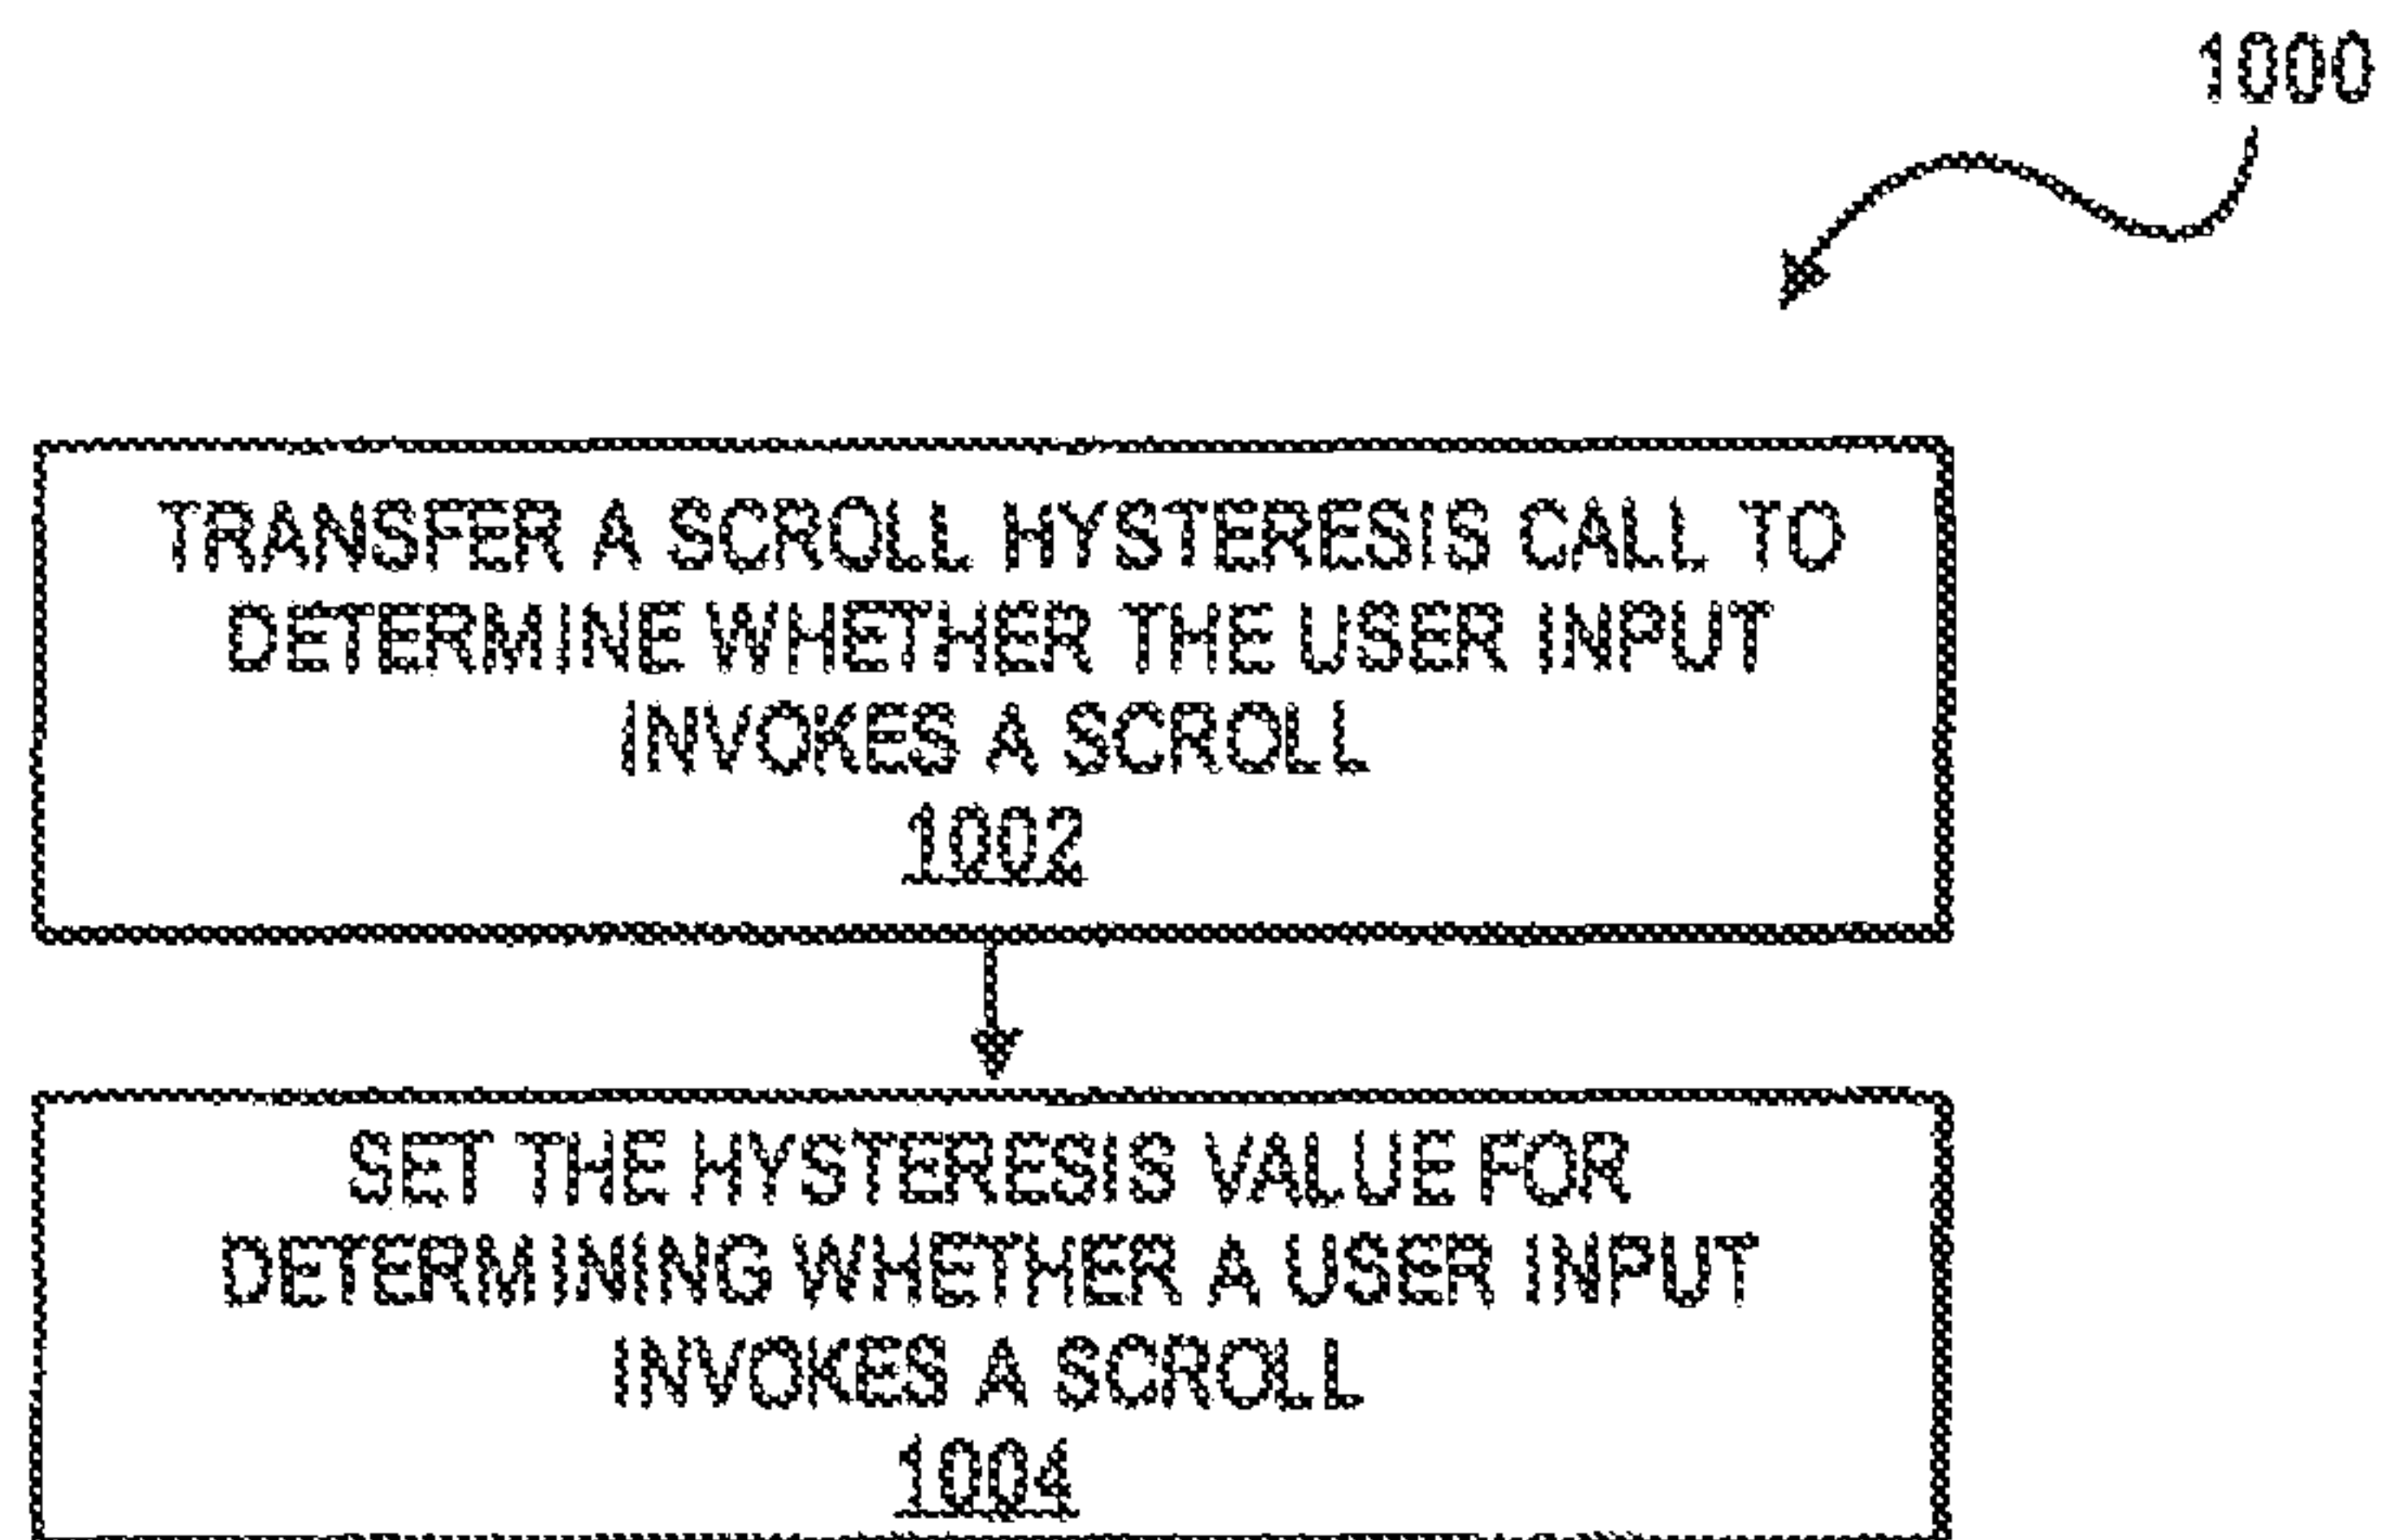 1000
TRANSFER A SCROLL HYSTERESIS CALL TO
DETERMINE WHETHER THE USER INPUT
INVOKES A SCROLL
1002
SET THE HYSTERESIS VALUE FOR
DETERMINING WHETHER A USER INPUT
INVOKES A SCROLL
1004